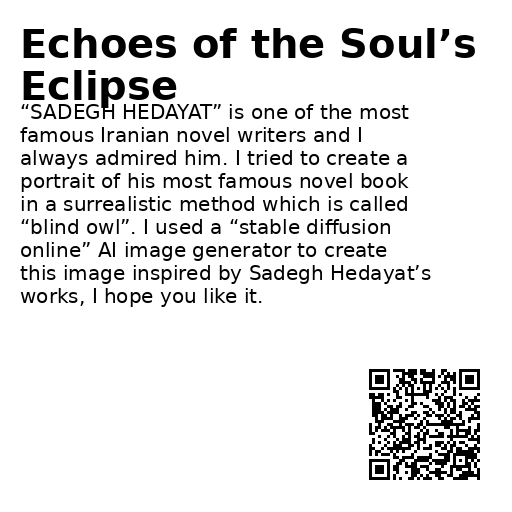 Echoes of the Soul’s
Eclipse
“SADEGH HEDAYAT” is one of the most
famous Iranian novel writers and I
always admired him. I tried to create a
portrait of his most famous novel book
in a surrealistic method which is called
“blind owl”. I used a “stable diffusion
online” AI image generator to create
this image inspired by Sadegh Hedayat’s
works, I hope you like it.